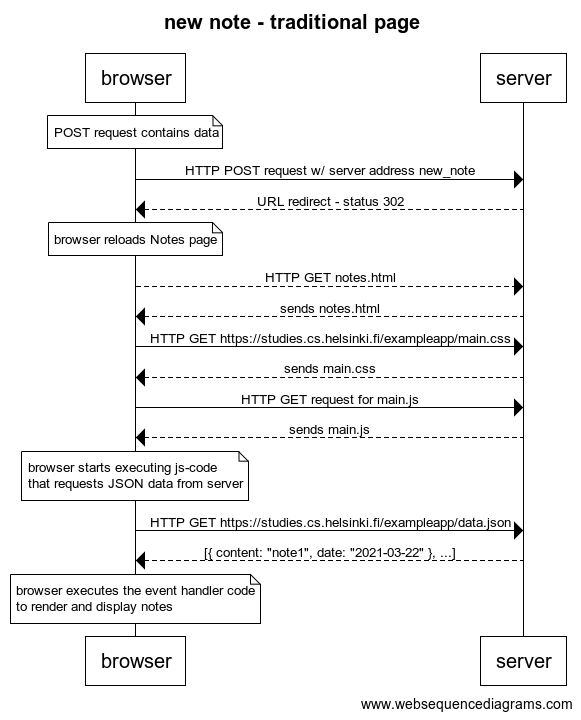 new note - traditional page
browser
server
POST request contains data
HTTP POST request w/ server address new_note
URL redirect - status 302
browser reloads Notes page
HTTP GET notes.html
sends notes.html
HTTP GET https://studies.cs.helsinki.fi/exampleapp/main.css
sends main.css
HTTP GET request for main.js
sends main.js
browser starts executing js-code
that requests JSON data from server
HTTP GET https://studies.cs.helsinki.fi/exampleapp/data.json
[{ content: "note1", date: "2021-03-22" }, ...]
browser executes the event handler code
to render and display notes
browser
server
www.websequencediagrams.com